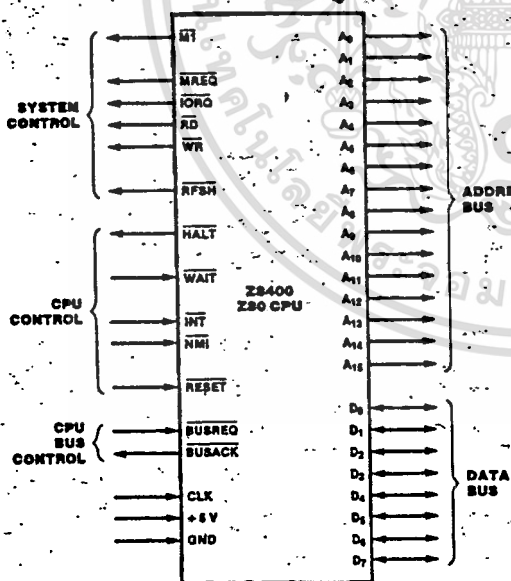 SYSTEM
CONTROL
M1
MREQ
IORQ
RD
WR
RFSH
CPU
CONTROL
HALT
WAIT
INT
NMI
RESET
CPU
BUS
CONTROL
BUSREQ
BUSACK
CLK
+5 V
GND
Z8400
Z80 CPU
A0
A1
A2
A3
A4
A5
A6
A7
A8
A9
A10
A11
A12
A13
A14
A15
ADDRE
BUS
D0
D1
D2
D3
D4
D5
D6
D7
DATA
BUS